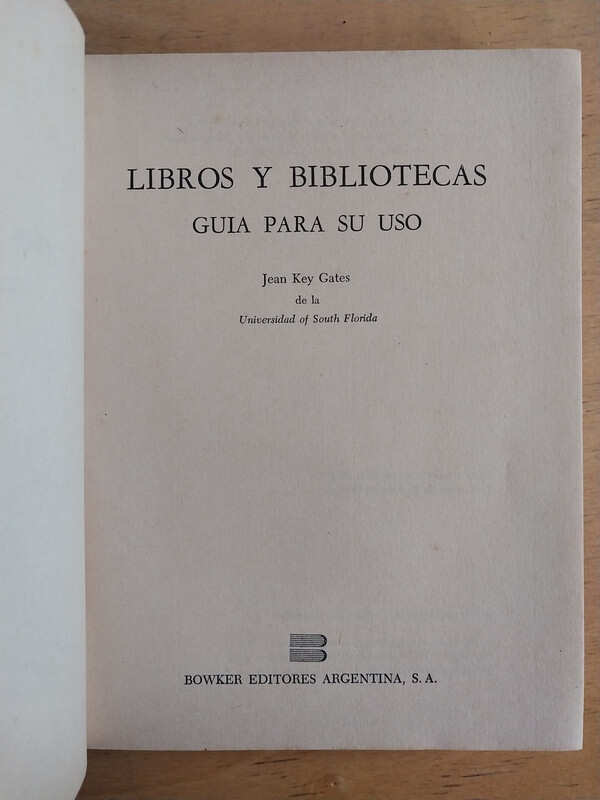 LIBROS Y BIBLIOTECAS
GUIA PARA SU USO
Jean Key Gates
de la
Universidad of South Florida
BOWKER EDITORES ARGENTINA, S. A.